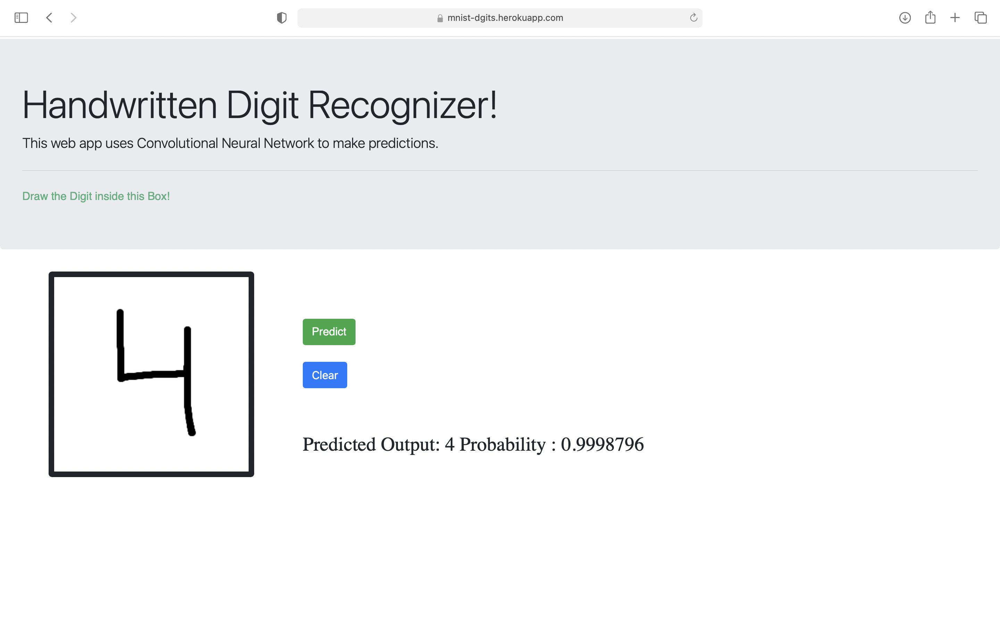 mnist-dgits.herokuapp.com
Handwritten Digit Recognizer!
This web app uses Convolutional Neural Network to make predictions.
Draw the Digit inside this Box!
4
Predict
Clear
Predicted Output: 4 Probability : 0.9998796